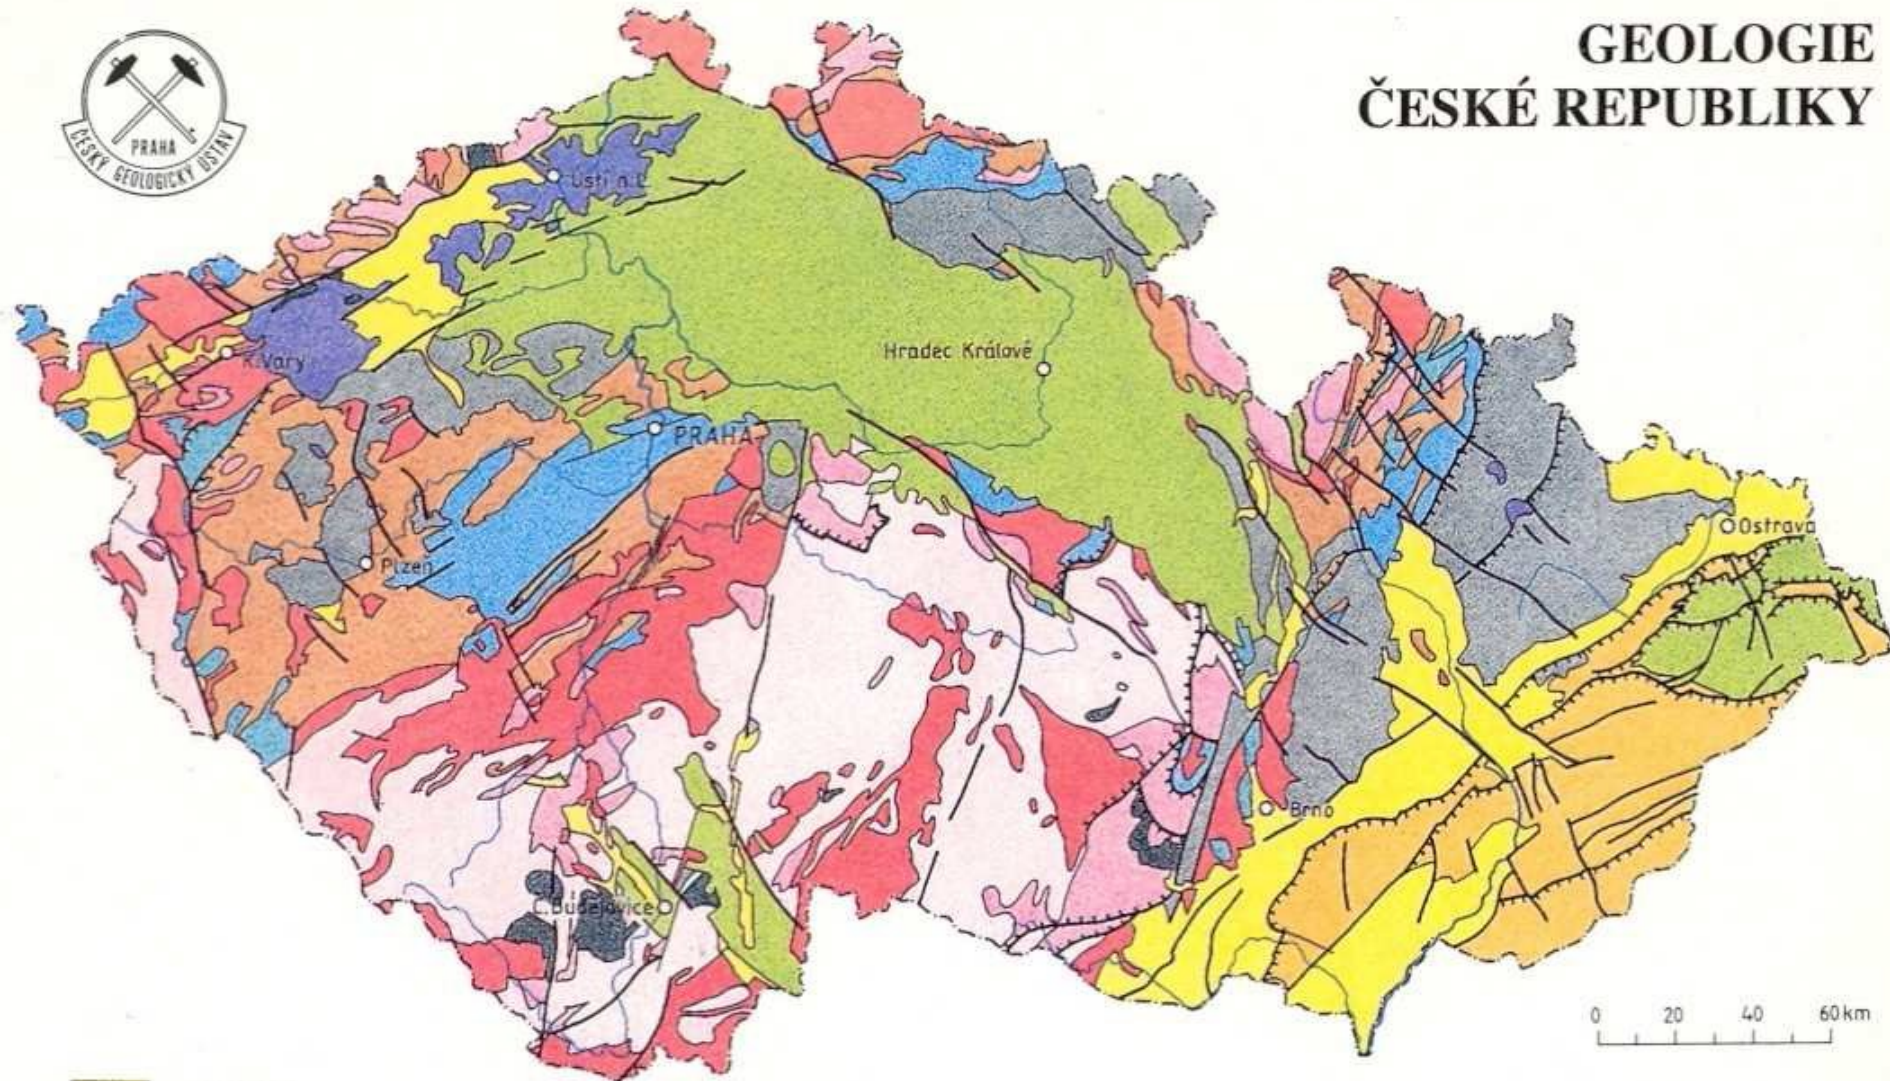 GEOLOGIE
ČESKÉ REPUBLIKY
PRAHA
ČESKÝ GEOLOGICKÝ ÚSTAV
Ústí n.L.
K.Vary
Hradec Králové
PRAHA
Plzeň
Ostrava
Brno
Č.Budějovice
0 20 40 60 km